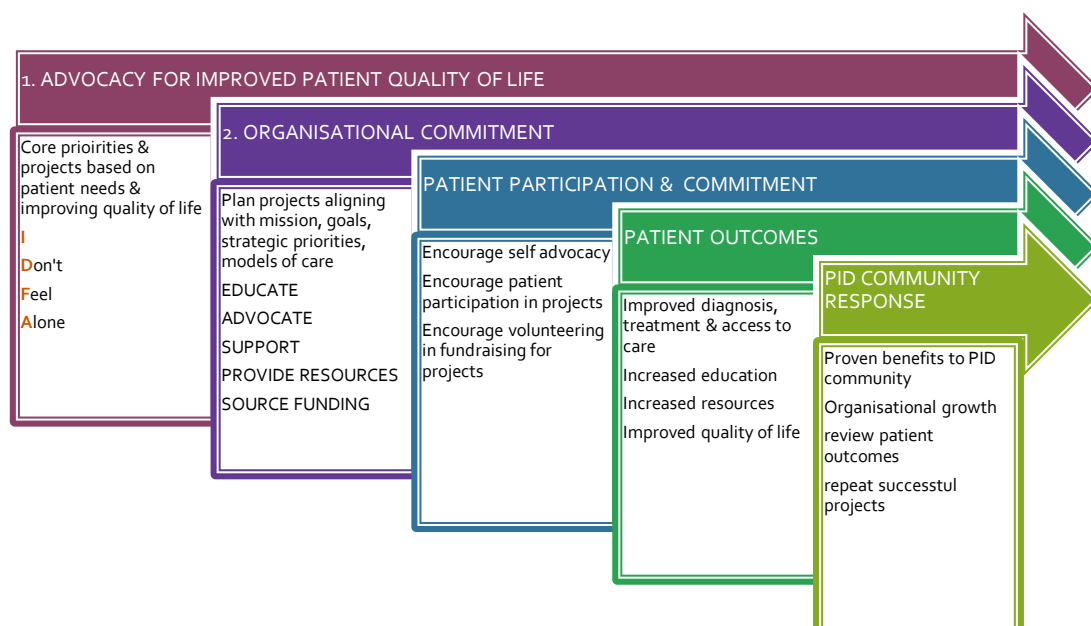 1. ADVOCACY FOR IMPROVED PATIENT QUALITY OF LIFE
Core prioirities &
projects based on
patient needs &
improving quality of life
I
Don't
Feel
Alone
2. ORGANISATIONAL COMMITMENT
Plan projects aligning
with mission, goals,
strategic priorities,
models of care
EDUCATE
ADVOCATE
SUPPORT
PROVIDE RESOURCES
SOURCE FUNDING
PATIENT PARTICIPATION & COMMITMENT
Encourage self advocacy
Encourage patient
participation in projects
Encourage volunteering
in fundraising for
projects
PATIENT OUTCOMES
Improved diagnosis,
treatment & access to
care
Increased education
Increased resources
Improved quality of life
PID COMMUNITY
RESPONSE
Proven benefits to PID
community
Organisational growth
review patient
outcomes
repeat successtul
projects